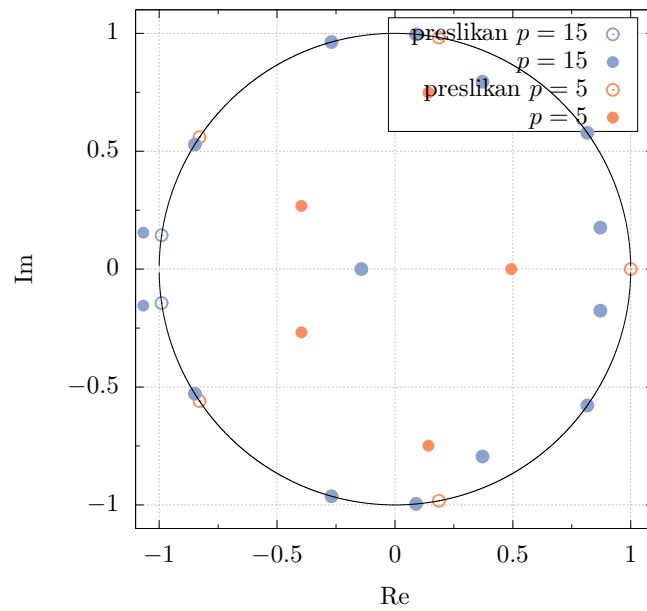 1
0.5
0
−0.5
−1
Im
preslikan p = 15
p = 15
preslikan p = 5
p = 5
−1 −0.5 0 0.5 1
Re